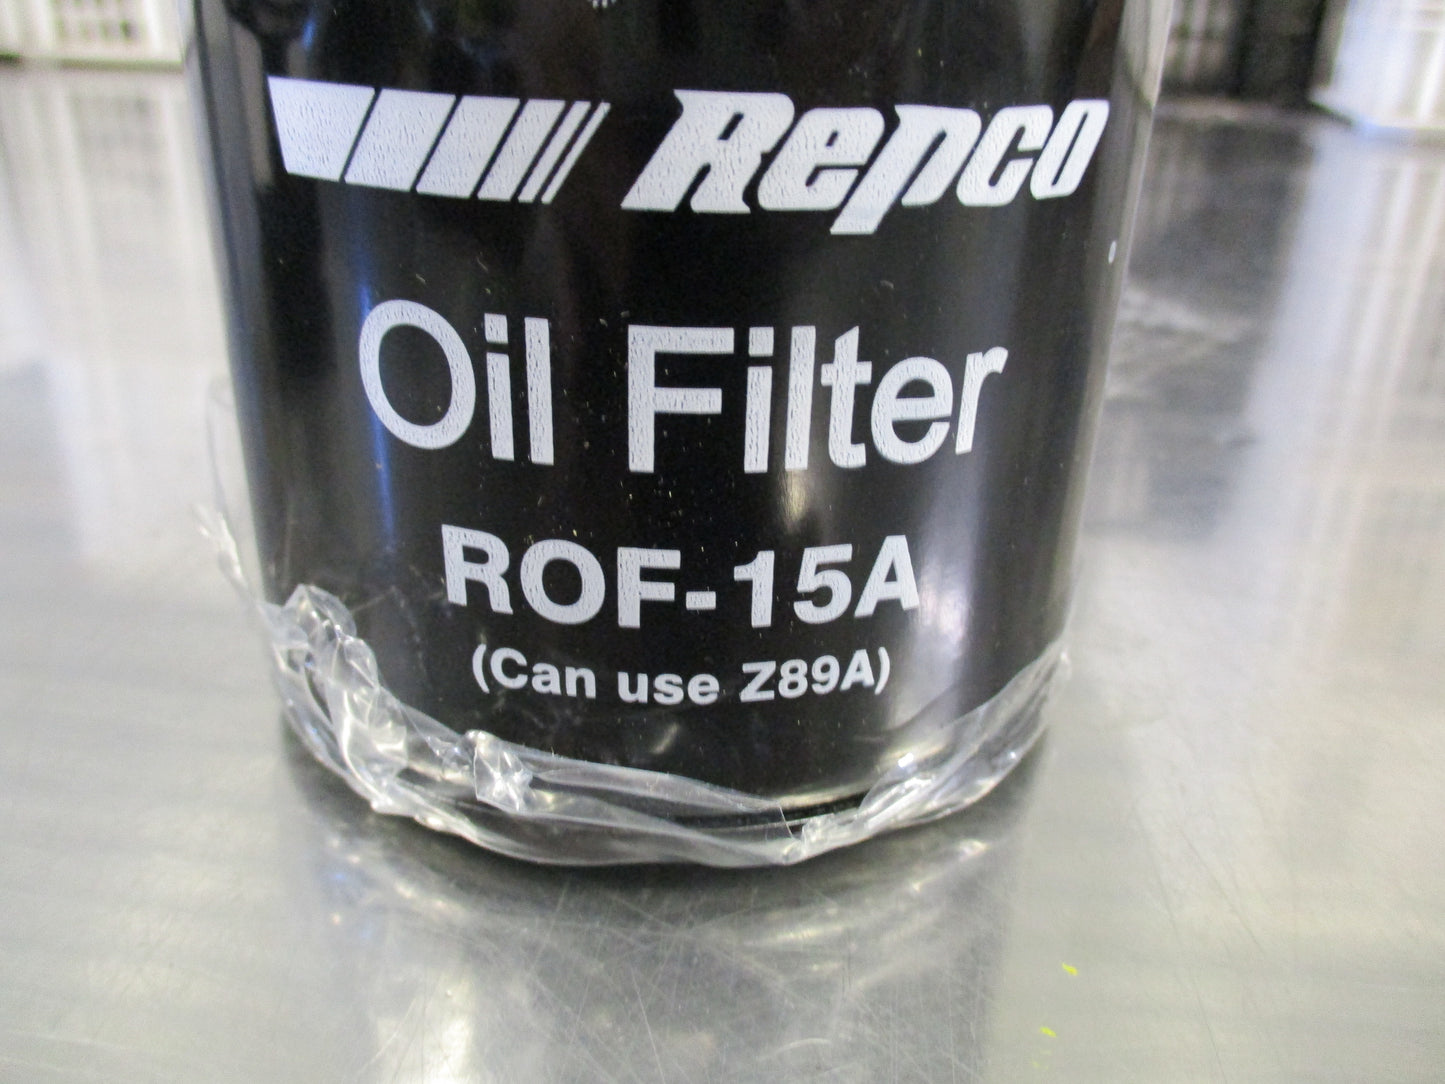 Repco
Oil Filter
ROF-15A
(Can use Z89A)